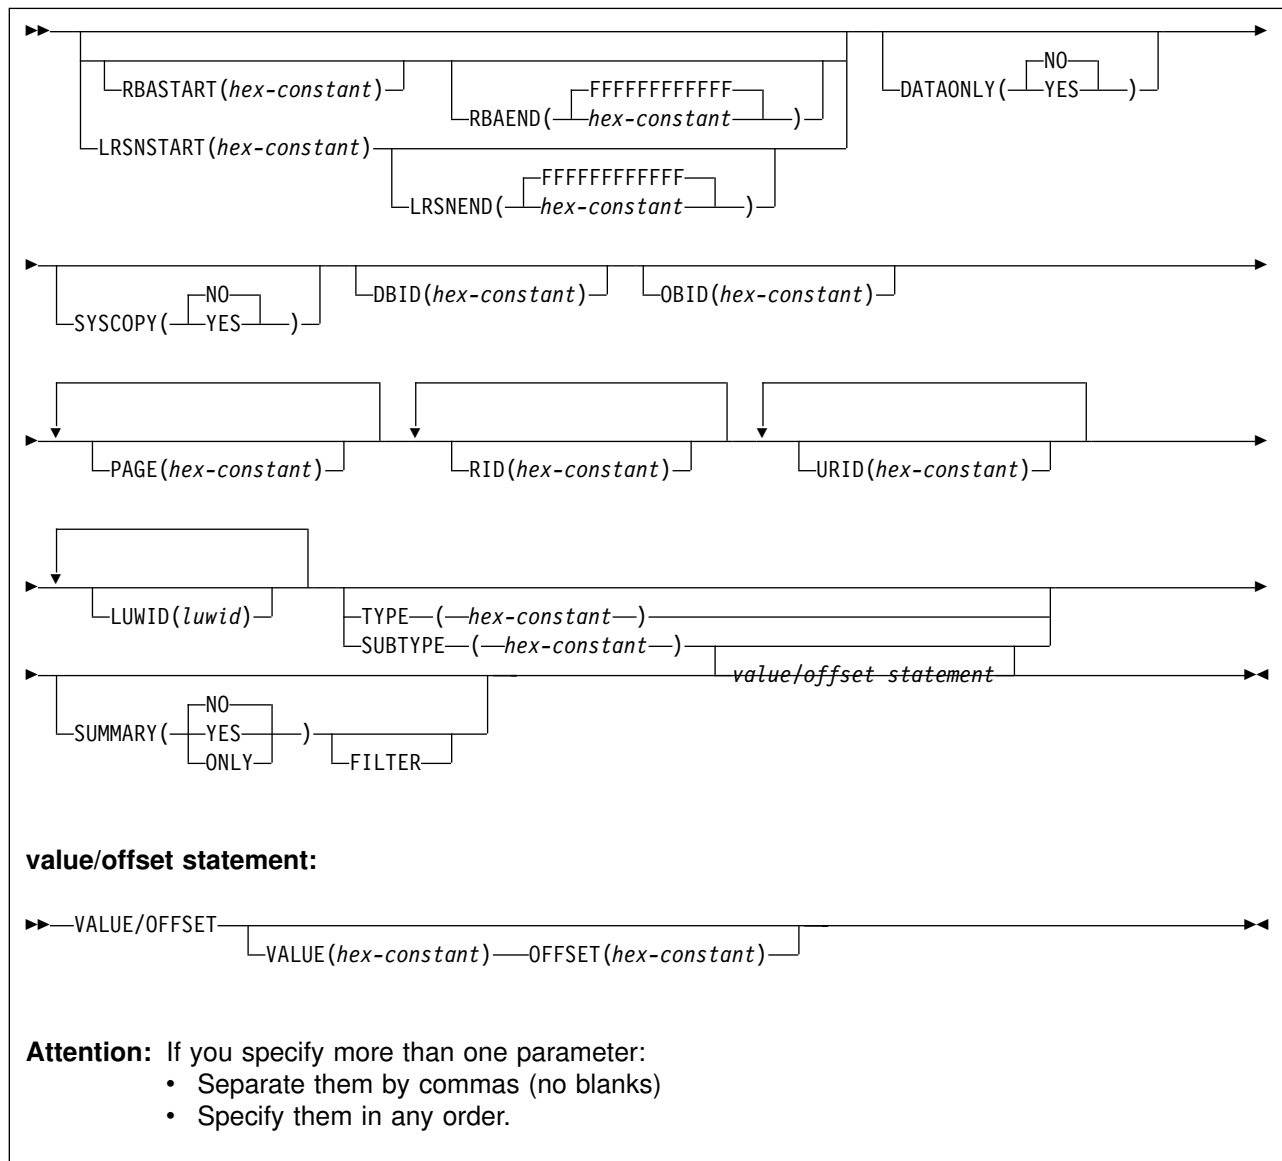 NO
RBASTART(hex-constant) FFFFFFFFFFFF DATAONLY( YES )
RBAEND( hex-constant )
LRSNSTART(hex-constant)
FFFFFFFFFFFF
LRSNEND( hex-constant )
NO DBID(hex-constant) OBID(hex-constant)
SYSCOPY( YES )
PAGE(hex-constant) RID(hex-constant) URID(hex-constant)
LUWID(luwid) TYPE ( hex-constant )
SUBTYPE ( hex-constant )
value/offset statement
NO
SUMMARY( YES )
ONLY FILTER
value/offset statement:
VALUE/OFFSET
VALUE(hex-constant) OFFSET(hex-constant)
Attention: If you specify more than one parameter:
• Separate them by commas (no blanks)
• Specify them in any order.